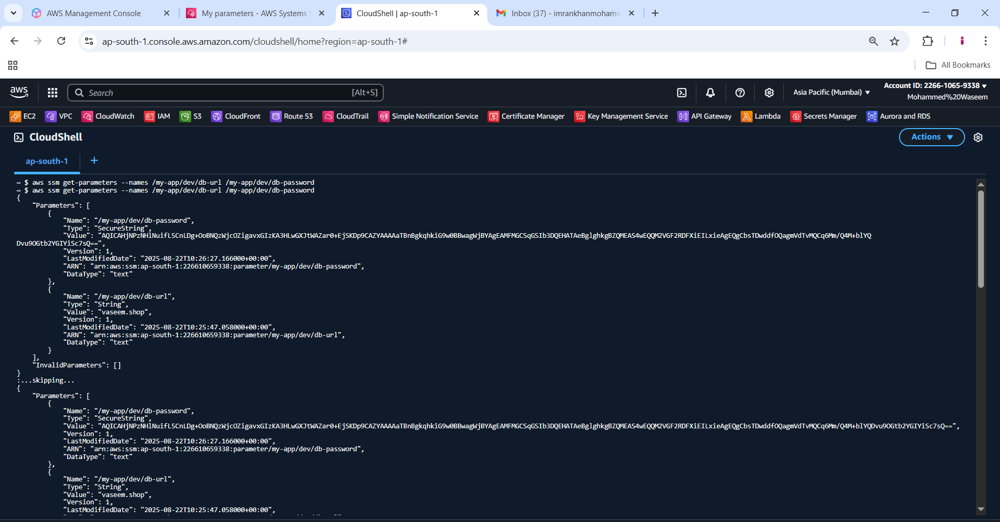 AWS Management Console
My parameters - AWS Systems
CloudShell | ap-south-1
Inbox (37) - imrankhanmohamm
ap-south-1.console.aws.amazon.com/cloudshell/home?region=ap-south-1#
All Bookmarks
aws
Search
[Alt+S]
Asia Pacific (Mumbai)
Account ID: 2266-1065-9338
Mohammed%20Waseem
EC2
VPC
CloudWatch
IAM
S3
CloudFront
Route 53
CloudTrail
Simple Notification Service
Certificate Manager
Key Management Service
API Gateway
Lambda
Secrets Manager
Aurora and RDS
CloudShell
Actions
ap-south-1
~ $ aws ssm get-parameters --names /my-app/dev/db-url /my-app/dev/db-password
~ $ aws ssm get-parameters --names /my-app/dev/db-url /my-app/dev/db-password
{
"Parameters": [
{
"Name": "/my-app/dev/db-password",
"Type": "SecureString",
"Value": "AQICAHjNPzNHlNuifL5CnLDg+OoBNQzWjcOZigavxGIzKA3HLwGXJtWAZar0+EjSKDp9CAZYAAAAaTBnBgkqhkiG9w0BBwagWjBYAgEAMFMGCSqGSIb3DQEHATAeBglghkgBZQMEAS4wEQQM2VGF2RDFXiEILxieAgEQgCbsTDwddfOQagmVdTvMQCq6Mm/Q4M+blYQ
Dvu9OGtb2YGIYiSc7sQ==",
"Version": 1,
"LastModifiedDate": "2025-08-22T10:26:27.166000+00:00",
"ARN": "arn:aws:ssm:ap-south-1:226610659338:parameter/my-app/dev/db-password",
"DataType": "text"
},
{
"Name": "/my-app/dev/db-url",
"Type": "String",
"Value": "vaseem.shop",
"Version": 1,
"LastModifiedDate": "2025-08-22T10:25:47.058000+00:00",
"ARN": "arn:aws:ssm:ap-south-1:226610659338:parameter/my-app/dev/db-url",
"DataType": "text"
}
],
"InvalidParameters": []
}
:...skipping...
{
"Parameters": [
{
"Name": "/my-app/dev/db-password",
"Type": "SecureString",
"Value": "AQICAHjNPzNHlNuifL5CnLDg+OoBNQzWjcOZigavxGIzKA3HLwGXJtWAZar0+EjSKDp9CAZYAAAAaTBnBgkqhkiG9w0BBwagWjBYAgEAMFMGCSqGSIb3DQEHATAeBglghkgBZQMEAS4wEQQM2VGF2RDFXiEILxieAgEQgCbsTDwddfOQagmVdTvMQCq6Mm/Q4M+blYQDvu9OGtb2YGIYiSc7sQ==",
"Version": 1,
"LastModifiedDate": "2025-08-22T10:26:27.166000+00:00",
"ARN": "arn:aws:ssm:ap-south-1:226610659338:parameter/my-app/dev/db-password",
"DataType": "text"
},
{
"Name": "/my-app/dev/db-url",
"Type": "String",
"Value": "vaseem.shop",
"Version": 1,
"LastModifiedDate": "2025-08-22T10:25:47.058000+00:00",